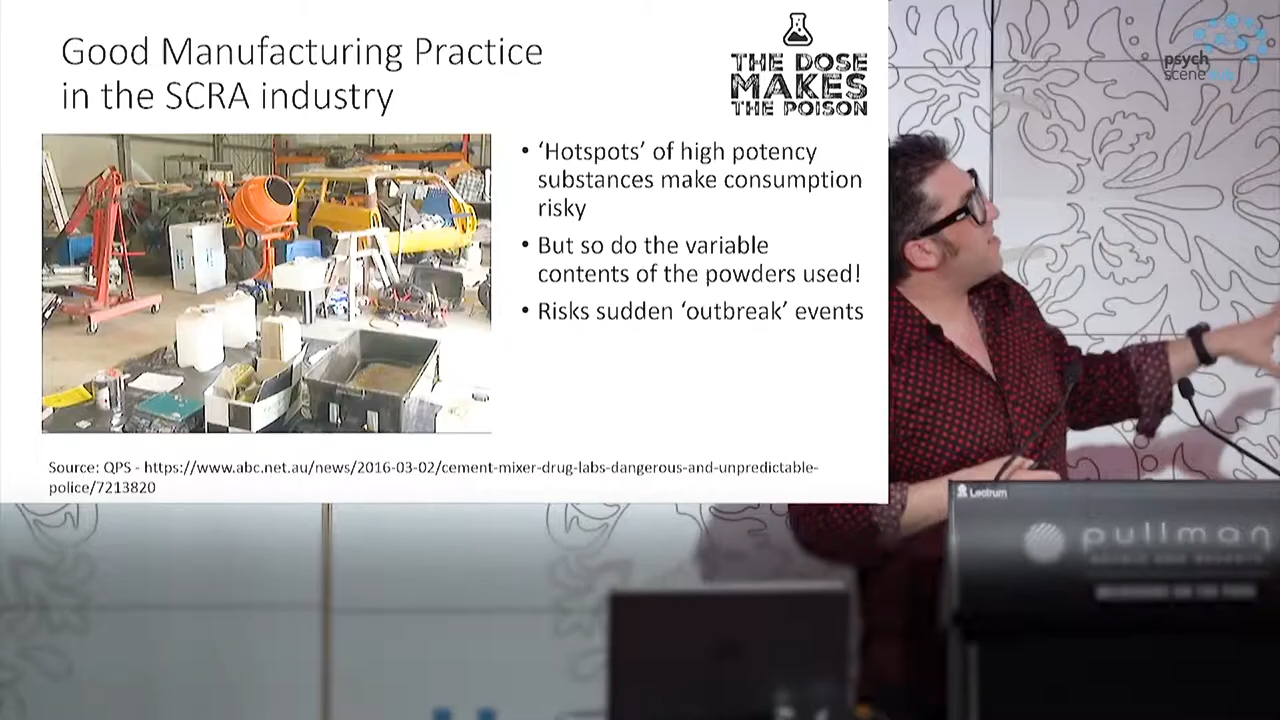 Good Manufacturing Practice
in the SCRA industry
THE DOSE
MAKES
THE POISON
• ‘Hotspots’ of high potency
substances make consumption
risky
• But so do the variable
contents of the powders used!
• Risks sudden ‘outbreak’ events
Source: QPS - https://www.abc.net.au/news/2016-03-02/cement-mixer-drug-labs-dangerous-and-unpredictable-
police/7213820
psych
scene
Lectrum
pullman